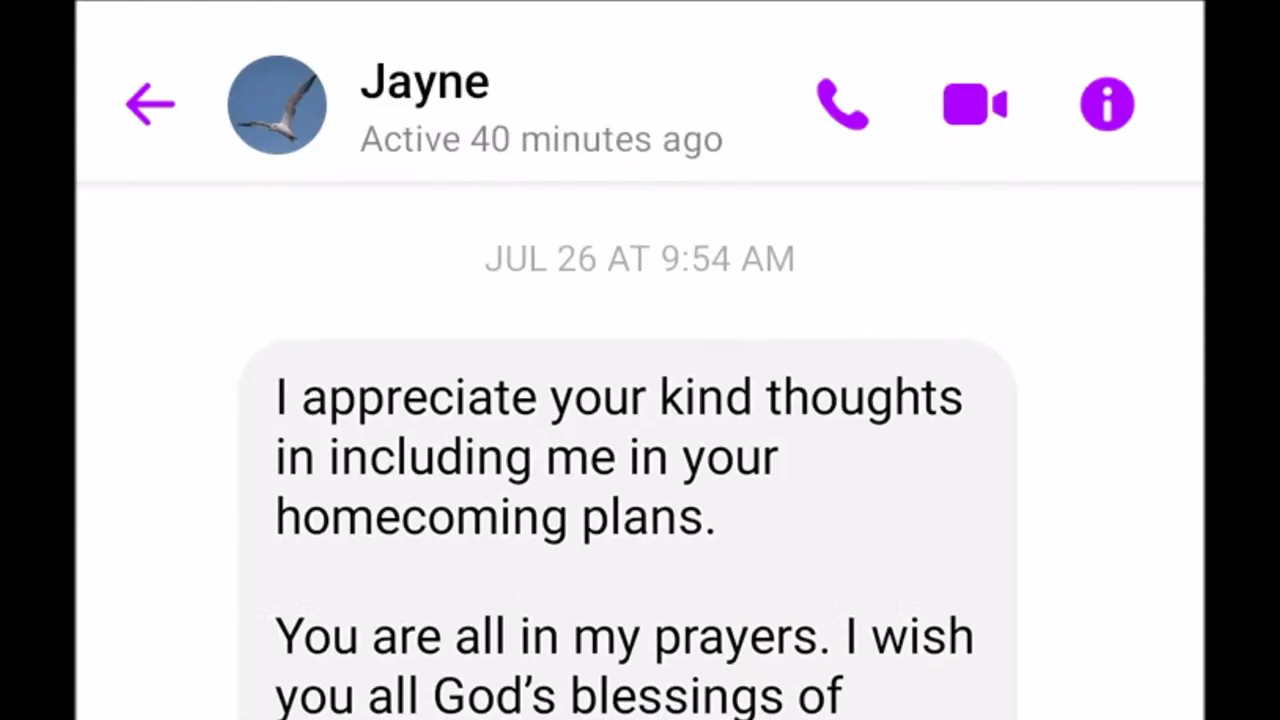 Jayne
Active 40 minutes ago
JUL 26 AT 9:54 AM
I appreciate your kind thoughts
in including me in your
homecoming plans.
You are all in my prayers. I wish
you all God’s blessings of